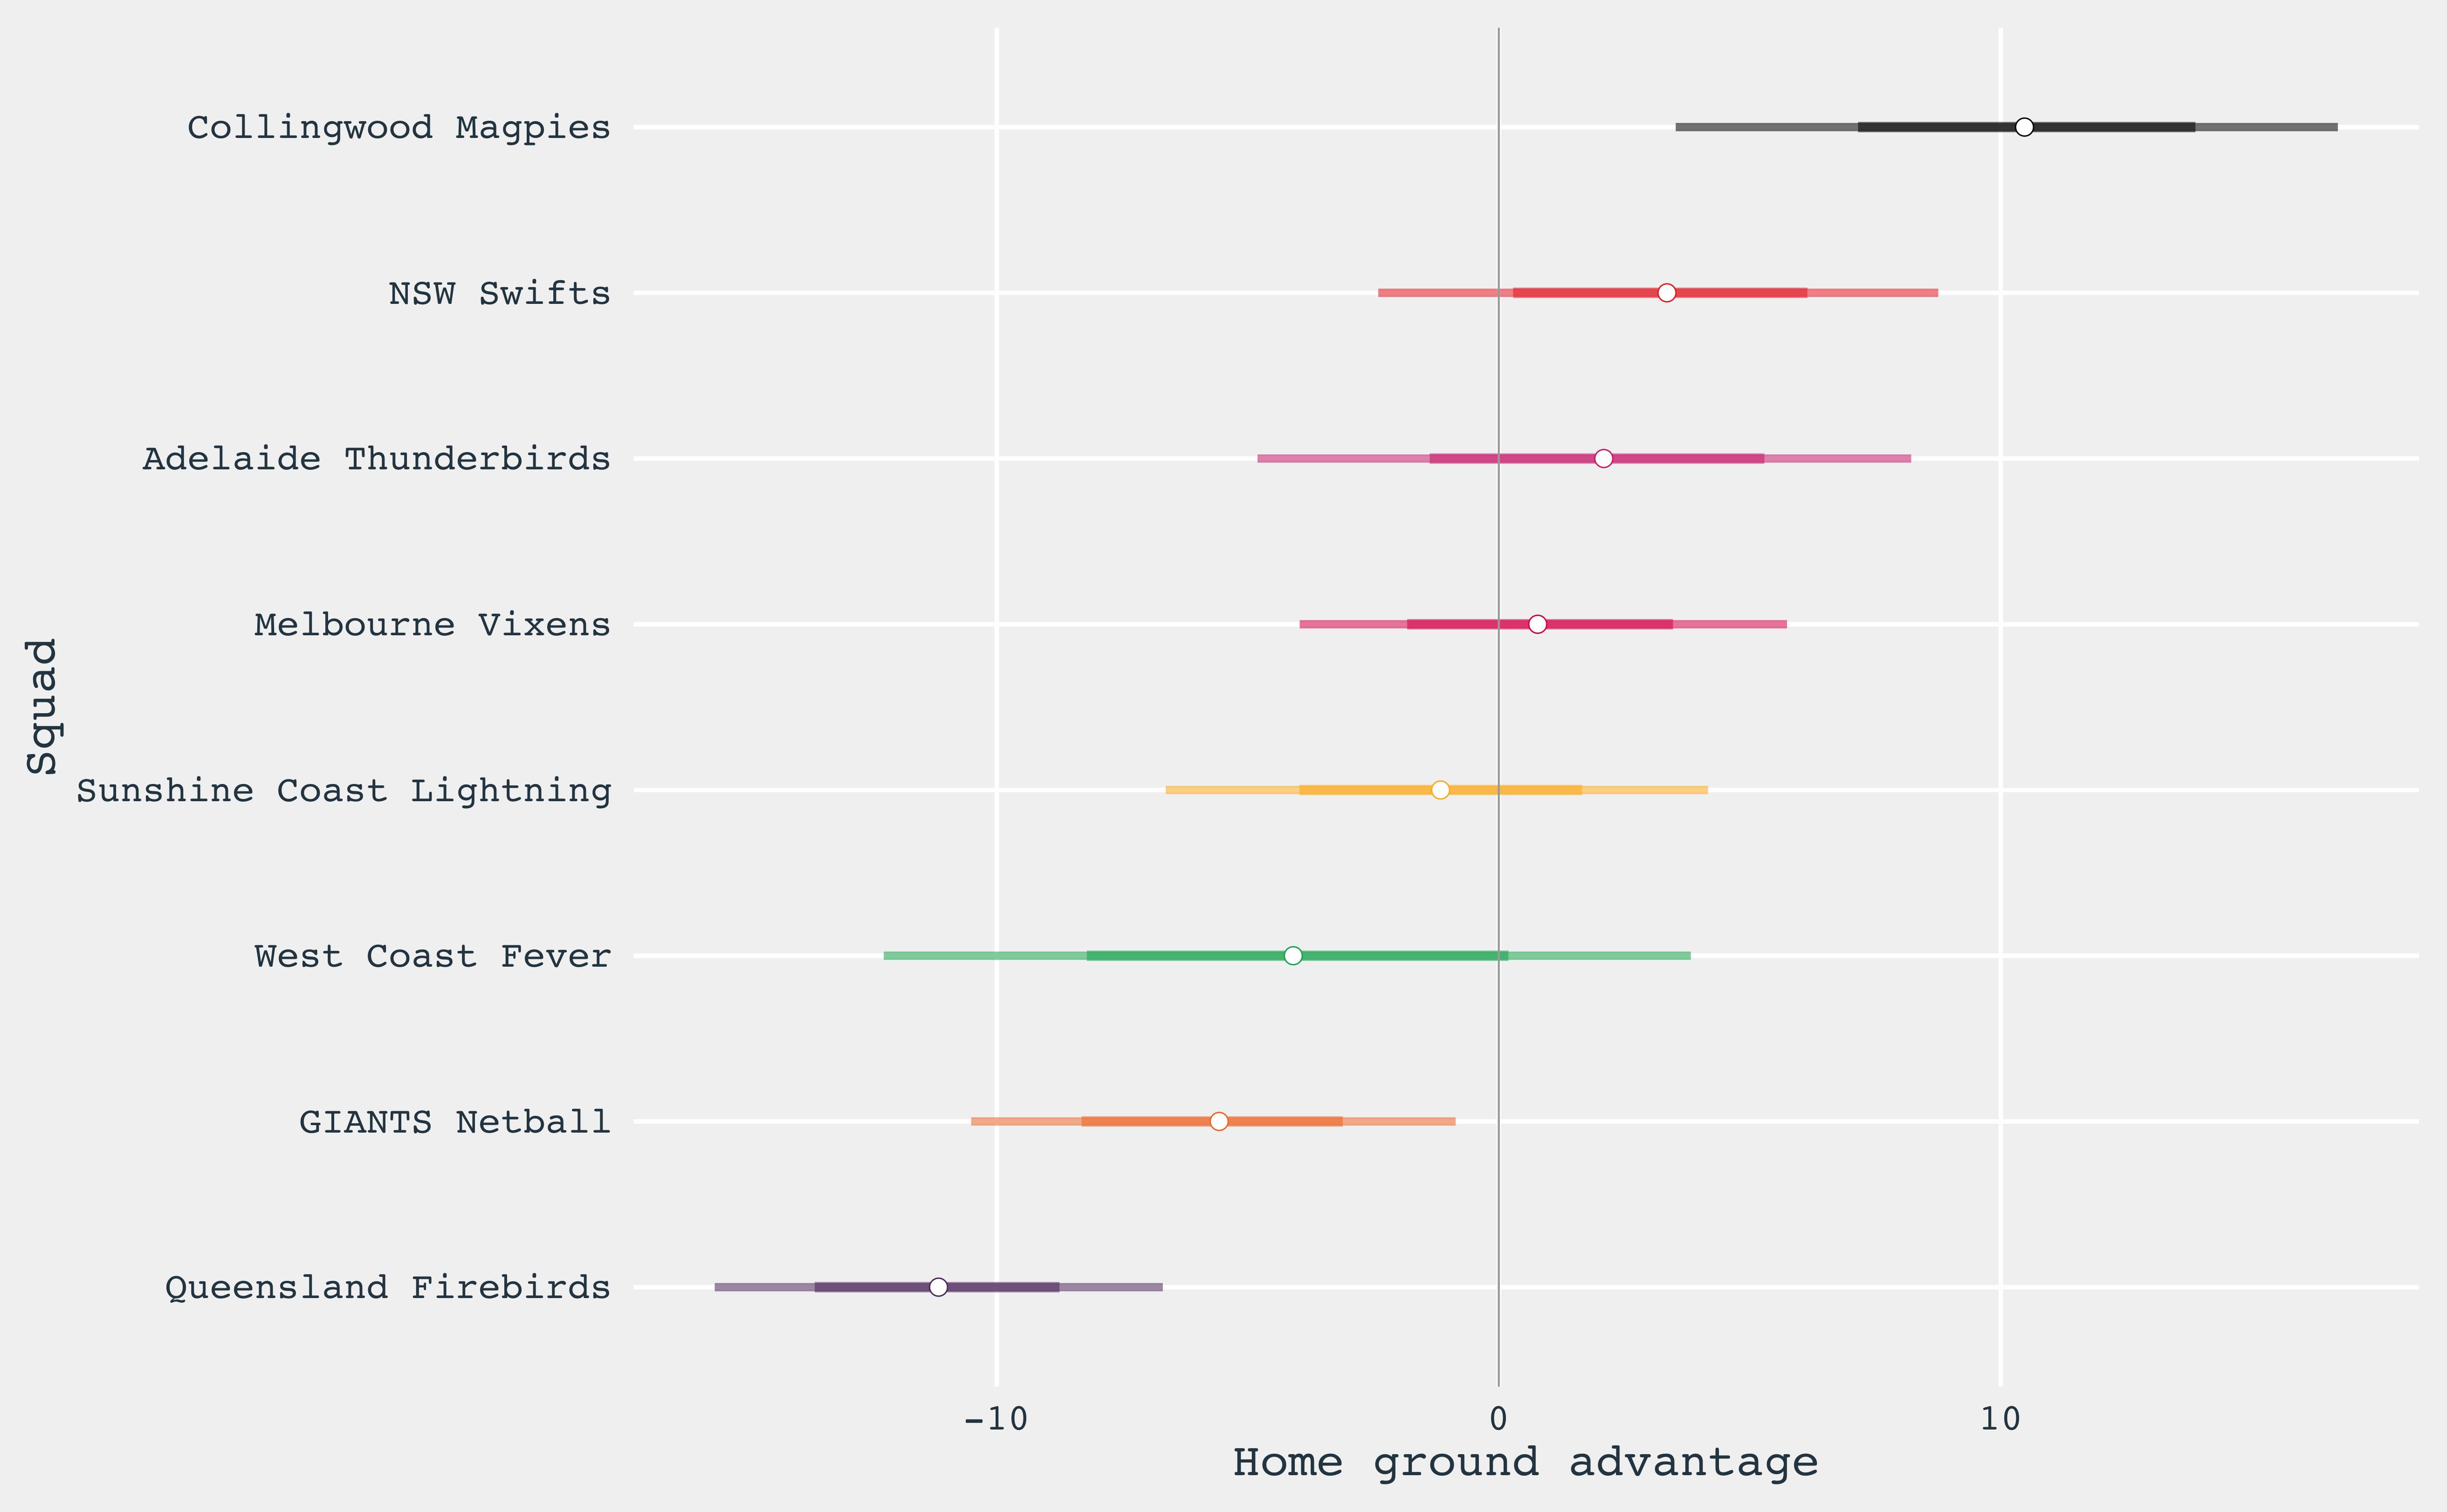 Collingwood Magpies
NSW Swifts
Adelaide Thunderbirds
Melbourne Vixens
Sunshine Coast Lightning
West Coast Fever
GIANTS Netball
Queensland Firebirds
Squad
-10 0 10
Home ground advantage